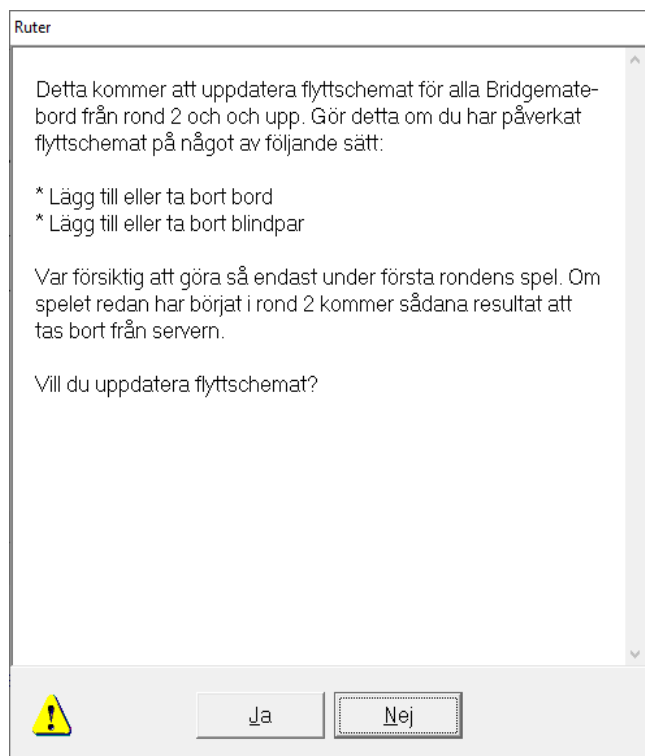 Ruter
Detta kommer att uppdatera flyttschemat för alla Bridgemate-
bord från rond 2 och och upp. Gör detta om du har påverkat
flyttschemat på något av följande sätt:
* Lägg till eller ta bort bord
* Lägg till eller ta bort blindpar
Var försiktig att göra så endast under första rondens spel. Om
spelet redan har börjat i rond 2 kommer sådana resultat att
tas bort från servern.
Vill du uppdatera flyttschemat?
Ja
Nej